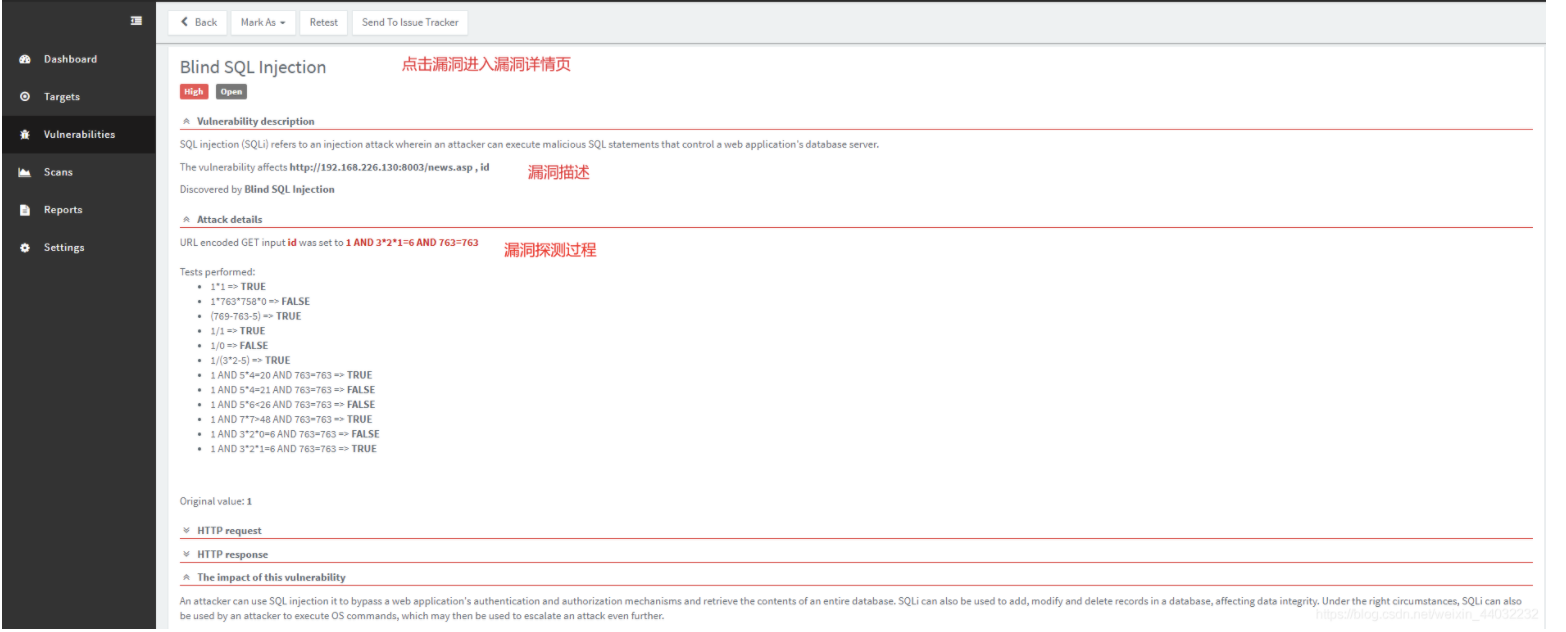 Back Mark As Retest Send To Issue Tracker
Dashboard
Targets
Vulnerabilities
Scans
Reports
Settings
Blind SQL Injection 点击漏洞进入漏洞详情页
High Open
Vulnerability description
SQL injection (SQLi) refers to an injection attack wherein an attacker can execute malicious SQL statements that control a web application's database server.
The vulnerability affects http://192.168.226.130:8003/news.asp , id 漏洞描述
Discovered by Blind SQL Injection
Attack details
URL encoded GET input id was set to 1 AND 3*2*1=6 AND 763=763 漏洞探测过程
Tests performed:
• 1*1 => TRUE
• 1*763*758*0 => FALSE
• (769-763-5) => TRUE
• 1/1 => TRUE
• 1/0 => FALSE
• 1/(3*2-5) => TRUE
• 1 AND 5*4=20 AND 763=763 => TRUE
• 1 AND 5*4=21 AND 763=763 => FALSE
• 1 AND 5*6<26 AND 763=763 => FALSE
• 1 AND 7*7>48 AND 763=763 => TRUE
• 1 AND 3*2*0=6 AND 763=763 => FALSE
• 1 AND 3*2*1=6 AND 763=763 => TRUE
Original value: 1
HTTP request
HTTP response
The impact of this vulnerability
An attacker can use SQL injection it to bypass a web application's authentication and authorization mechanisms and retrieve the contents of an entire database. SQLi can also be used to add, modify and delete records in a database, affecting data integrity. Under the right circumstances, SQLi can also
be used by an attacker to execute OS commands, which may then be used to escalate an attack even further.
https://blog.csdn.net/weixin_44032232